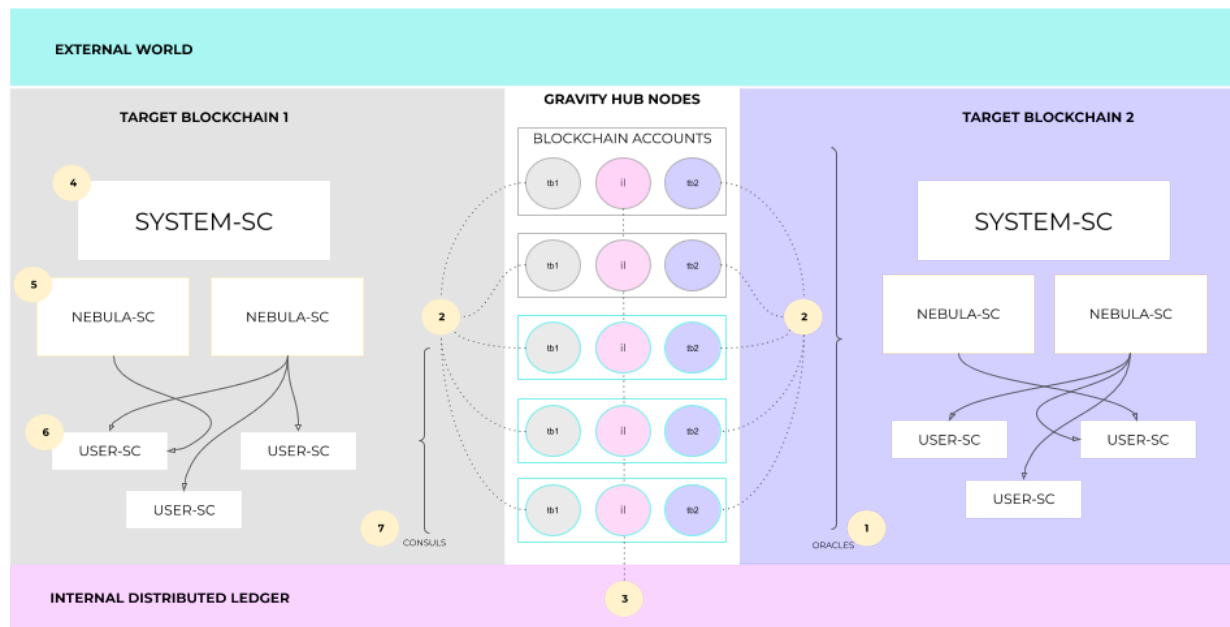 EXTERNAL WORLD
GRAVITY HUB NODES
TARGET BLOCKCHAIN 1
TARGET BLOCKCHAIN 2
BLOCKCHAIN ACCOUNTS
4
SYSTEM-SC
tb1
il
tb2
SYSTEM-SC
tb1
il
tb2
5
NEBULA-SC
NEBULA-SC
2
2
NEBULA-SC
NEBULA-SC
tb1
il
tb2
6
USER-SC
USER-SC
tb1
il
tb2
USER-SC
USER-SC
USER-SC
tb1
il
tb2
USER-SC
7
CONSULS
1
ORACLES
INTERNAL DISTRIBUTED LEDGER
3